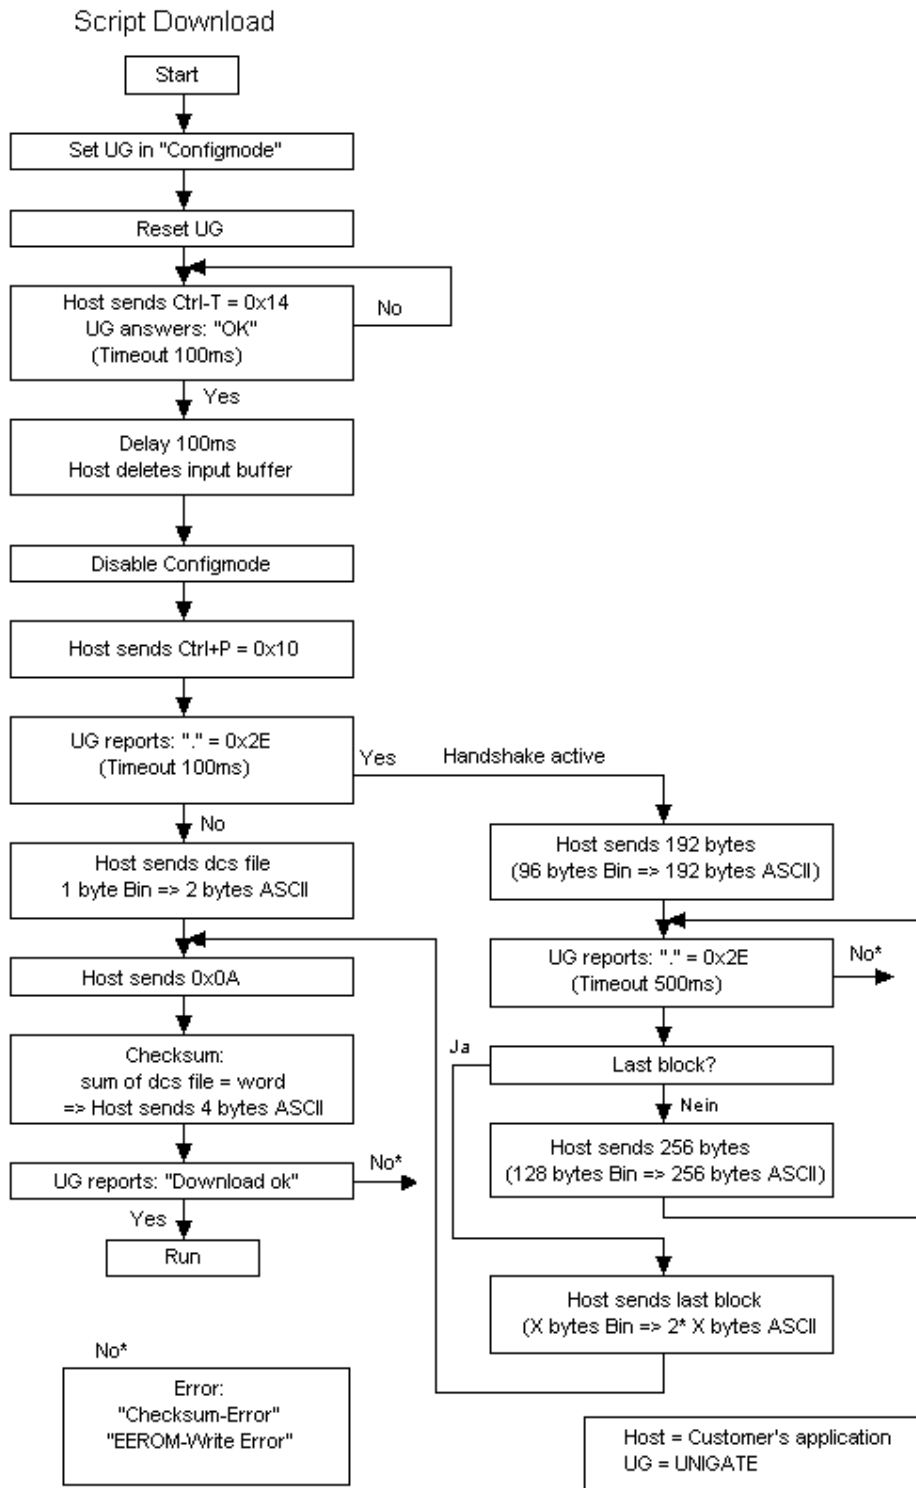 Script Download
Start
Set UG in "Configmode"
Reset UG
Host sends Ctrl-T = 0x14
UG answers: "OK"
(Timeout 100ms)
No
Yes
Delay 100ms
Host deletes input buffer
Disable Configmode
Host sends Ctrl+P = 0x10
UG reports: "." = 0x2E
(Timeout 100ms)
Yes
Handshake active
No
Host sends dcs file
1 byte Bin => 2 bytes ASCII
Host sends 192 bytes
(96 bytes Bin => 192 bytes ASCII)
UG reports: "." = 0x2E
(Timeout 500ms)
No*
Last block?
Ja
Nein
Host sends 256 bytes
(128 bytes Bin => 256 bytes ASCII)
Host sends last block
(X bytes Bin => 2* X bytes ASCII
Host sends 0x0A
Checksum:
sum of dcs file = word
=> Host sends 4 bytes ASCII
UG reports: "Download ok"
No*
Yes
Run
No*
Error:
"Checksum-Error"
"EEROM-Write Error"
Host = Customer's application
UG = UNIGATE